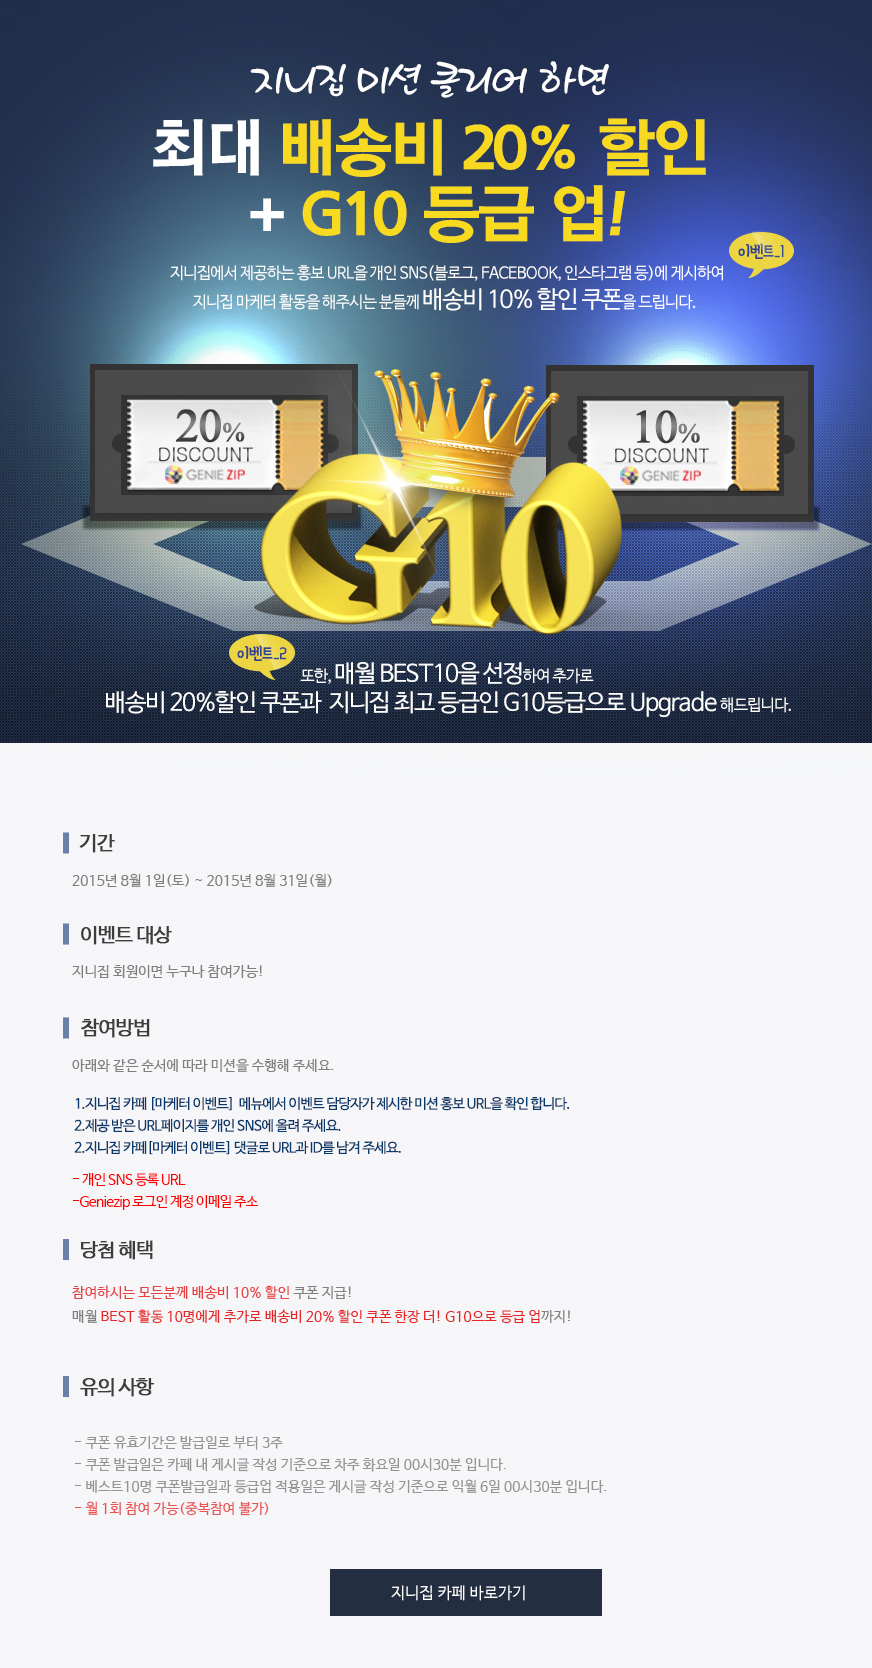 지니집 미션 클리어 하면
최대 배송비 20% 할인
+ G10 등급 업!
이벤트_1
지니집에서 제공하는 홍보 URL을 개인 SNS(블로그, FACEBOOK, 인스타그램 등)에 게시하여
지니집 마케터 활동을 해주시는 분들께 배송비 10% 할인 쿠폰을 드립니다.
20%
DISCOUNT
GENIE ZIP
10%
DISCOUNT
GENIE ZIP
G10
이벤트_2
또한, 매월 BEST10을 선정하여 추가로
배송비 20%할인 쿠폰과 지니집 최고 등급인 G10등급으로 Upgrade 해드립니다.
기간
2015년 8월 1일(토) ~ 2015년 8월 31일(월)
이벤트 대상
지니집 회원이면 누구나 참여가능!
참여방법
아래와 같은 순서에 따라 미션을 수행해 주세요.
1.지니집 카페 [마케터 이벤트] 메뉴에서 이벤트 담당자가 제시한 미션 홍보 URL을 확인 합니다.
2.제공 받은 URL페이지를 개인 SNS에 올려 주세요.
2.지니집 카페[마케터 이벤트] 댓글로 URL과 ID를 남겨 주세요.
- 개인 SNS 등록 URL
-Geniezip 로그인 계정 이메일 주소
당첨 혜택
참여하시는 모든분께 배송비 10% 할인 쿠폰 지급!
매월 BEST 활동 10명에게 추가로 배송비 20% 할인 쿠폰 한장 더! G10으로 등급 업까지!
유의 사항
- 쿠폰 유효기간은 발급일로 부터 3주
- 쿠폰 발급일은 카페 내 게시글 작성 기준으로 차주 화요일 00시30분 입니다.
- 베스트10명 쿠폰발급일과 등급업 적용일은 게시글 작성 기준으로 익월 6일 00시30분 입니다.
- 월 1회 참여 가능(중복참여 불가)
지니집 카페 바로가기